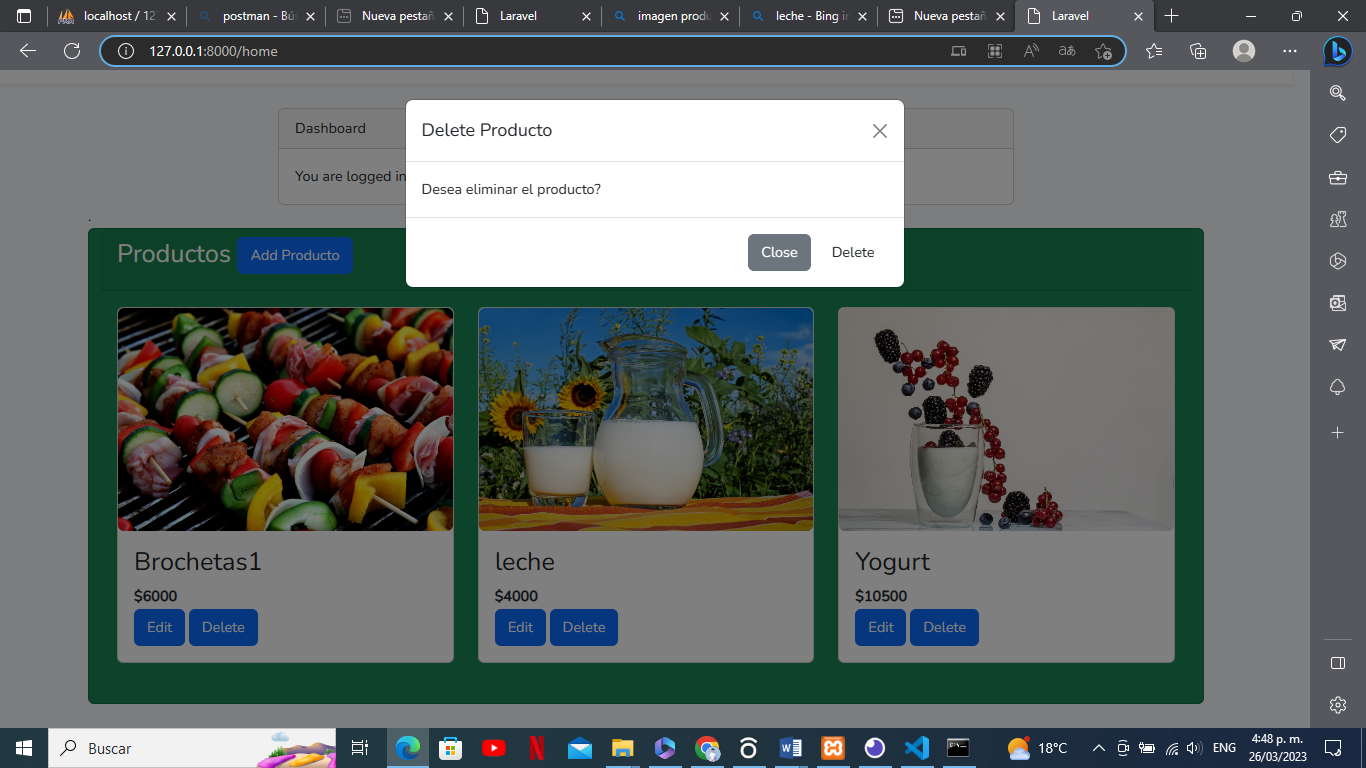 localhost / 12
postman - Bú
Nueva pestañ
Laravel
imagen produ
leche - Bing i
Nueva pestañ
Laravel
127.0.0.1:8000/home
Dashboard
You are logged in
Delete Producto
Desea eliminar el producto?
Close Delete
.
Productos Add Producto
Brochetas1
$6000
Edit Delete
leche
$4000
Edit Delete
Yogurt
$10500
Edit Delete
Buscar
18°C
ENG
4:48 p. m.
26/03/2023